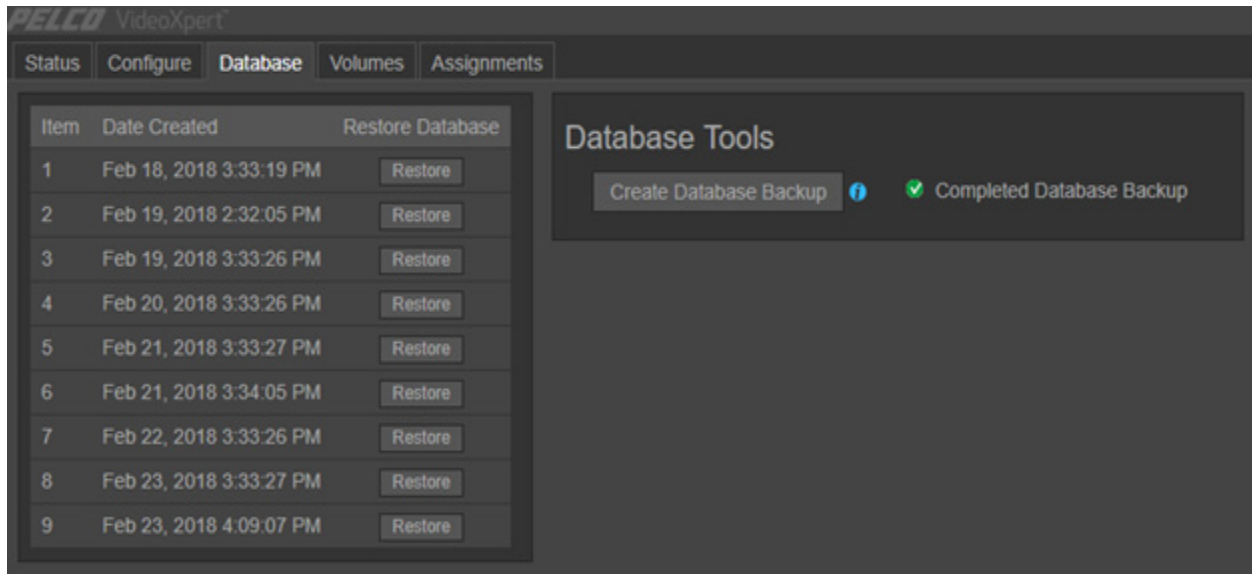 PELCO VideoXpert™
Status Configure Database Volumes Assignments
Item Date Created Restore Database
1 Feb 18, 2018 3:33:19 PM Restore
2 Feb 19, 2018 2:32:05 PM Restore
3 Feb 19, 2018 3:33:26 PM Restore
4 Feb 20, 2018 3:33:26 PM Restore
5 Feb 21, 2018 3:33:27 PM Restore
6 Feb 21, 2018 3:34:05 PM Restore
7 Feb 22, 2018 3:33:26 PM Restore
8 Feb 23, 2018 3:33:27 PM Restore
9 Feb 23, 2018 4:09:07 PM Restore
Database Tools
Create Database Backup i Completed Database Backup